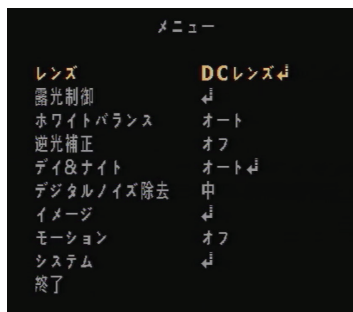 メニュー
レンズ DCレンズ↲
露光制御 ↲
ホワイトバランス オート
逆光補正 オフ
デイ&ナイト オート↲
デジタルノイズ除去 中
イメージ ↲
モーション オフ
システム ↲
終了